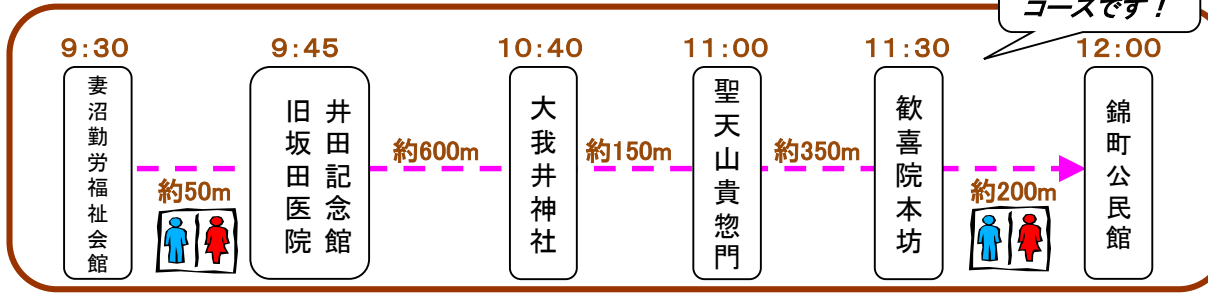 コースです！
9:30
9:45
10:40
11:00
11:30
12:00
妻沼勤労福祉会館
約50m
井田記念館
旧坂田医院
約600m
大我井神社
約150m
聖天山貴惣門
約350m
歓喜院本坊
約200m
錦町公民館